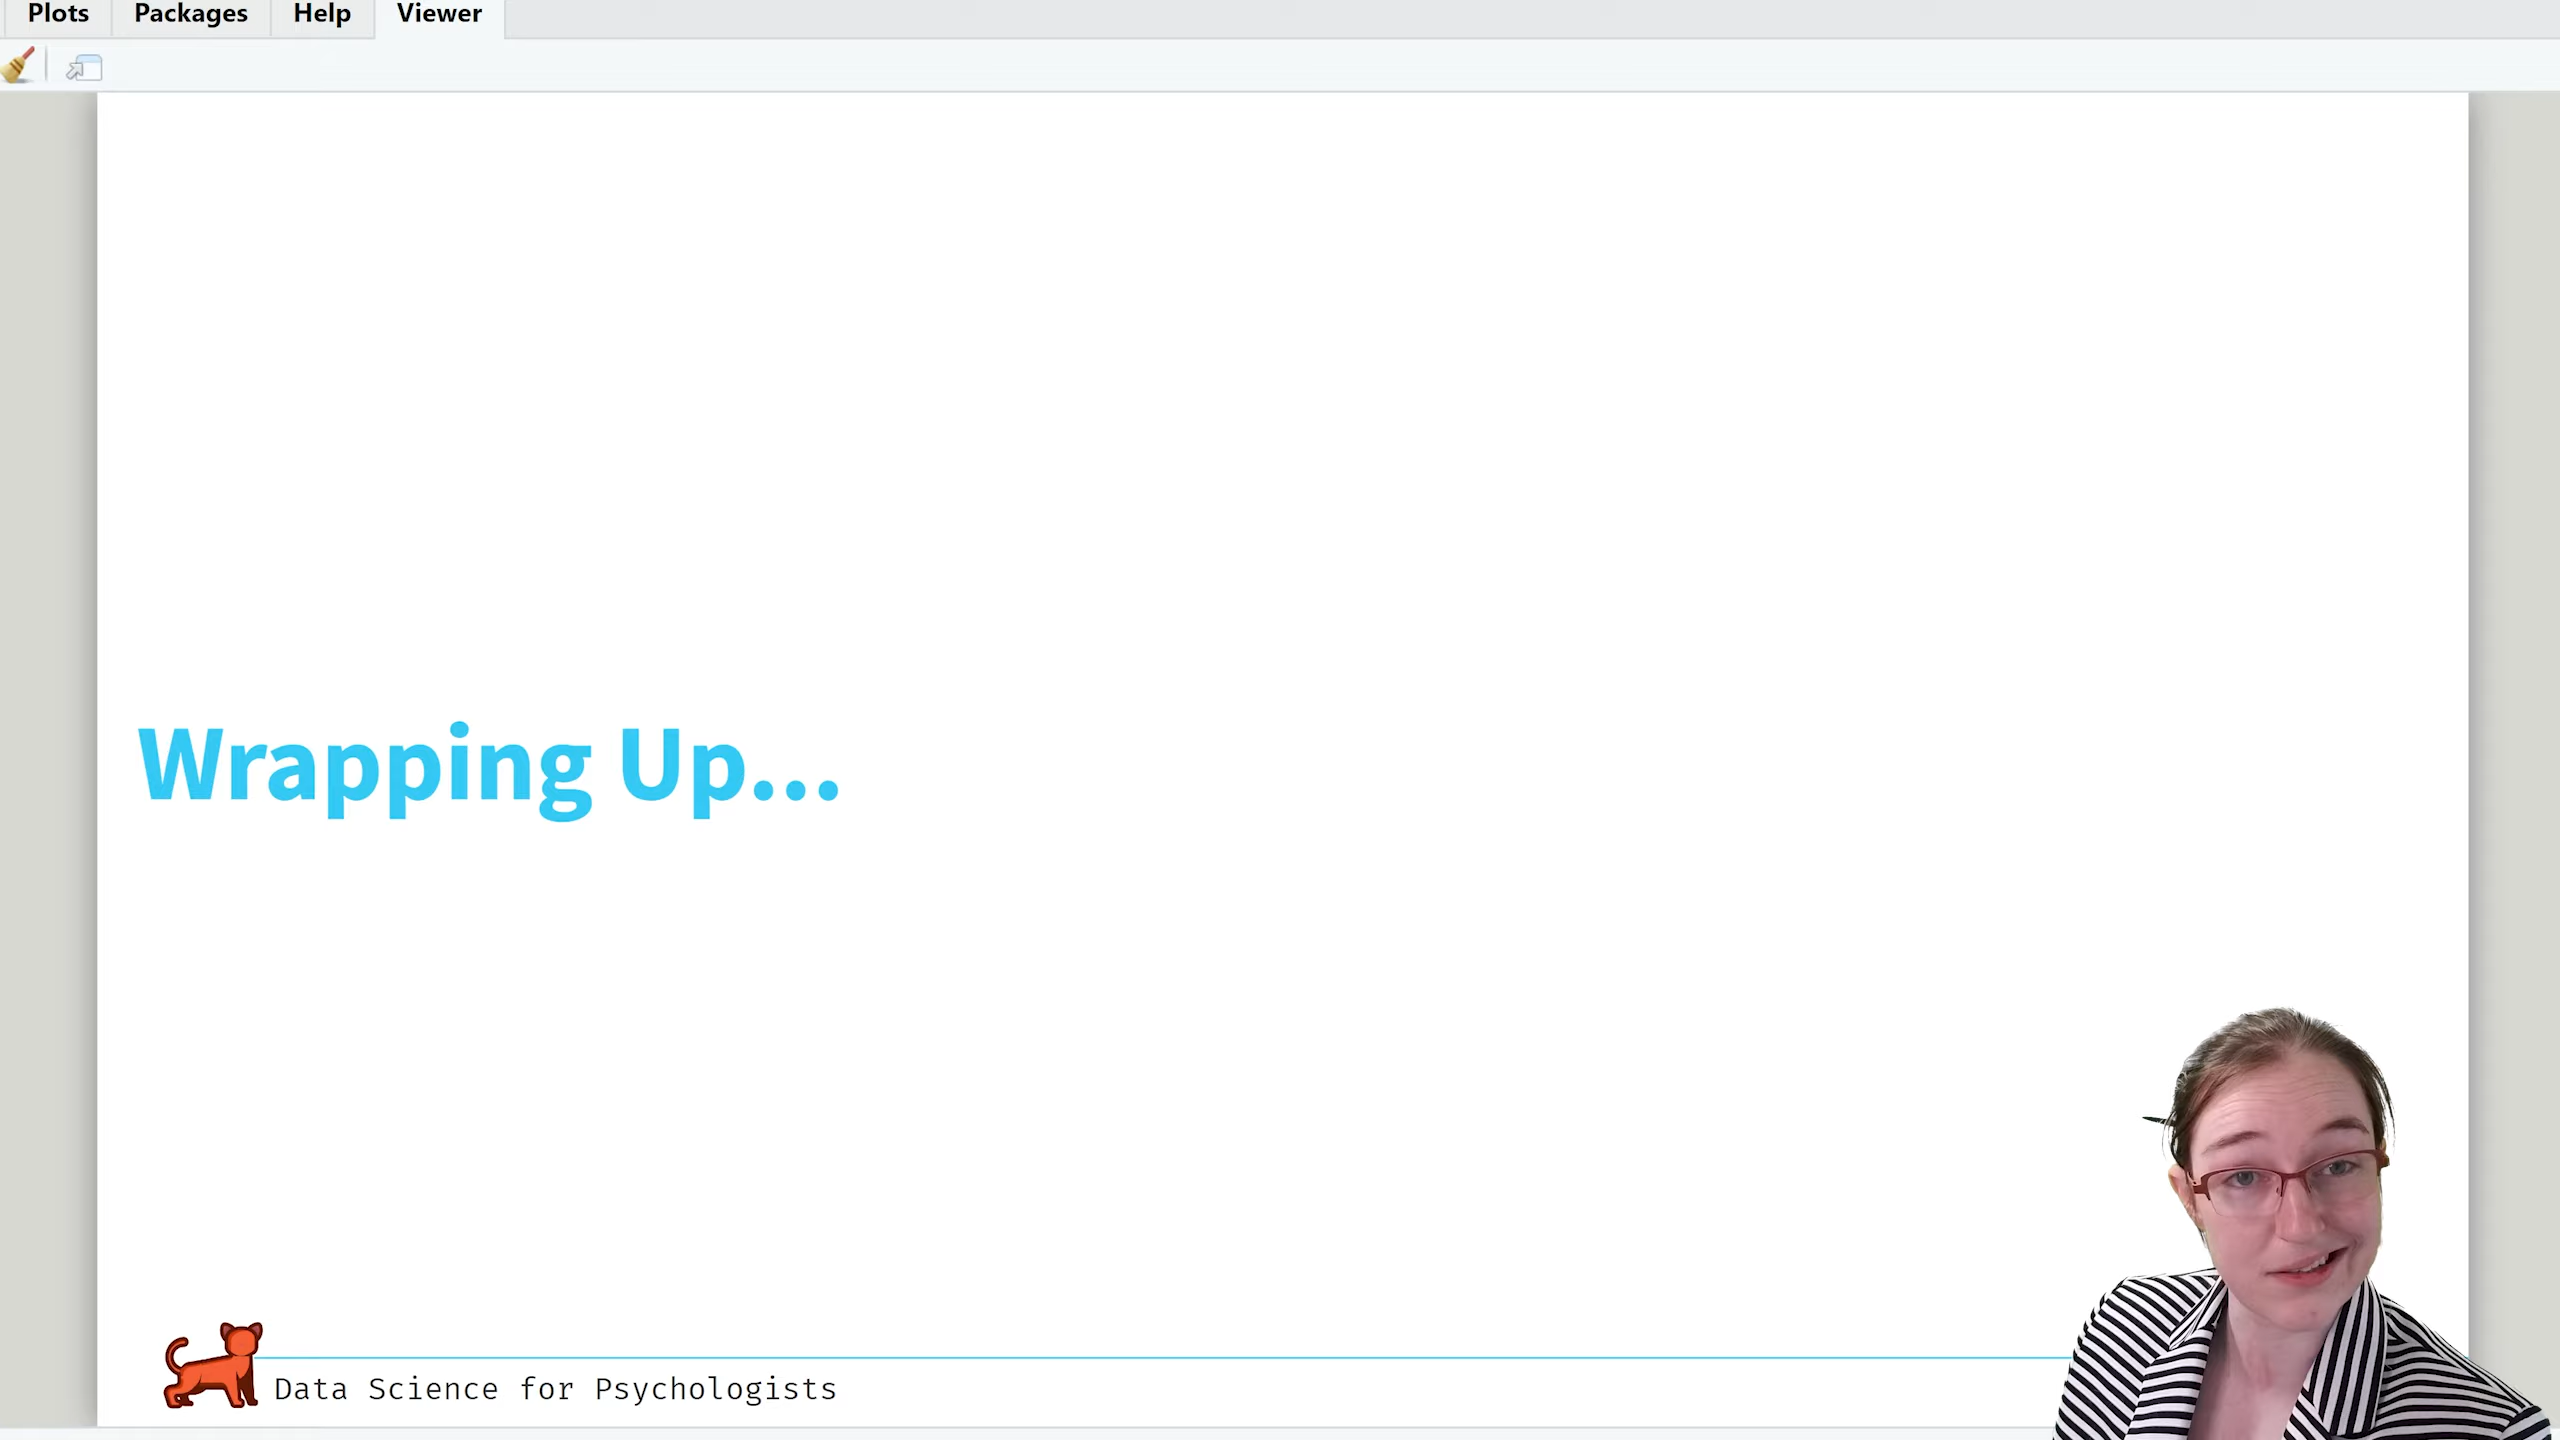 Plots Packages Help Viewer
Wrapping Up...
Data Science for Psychologists